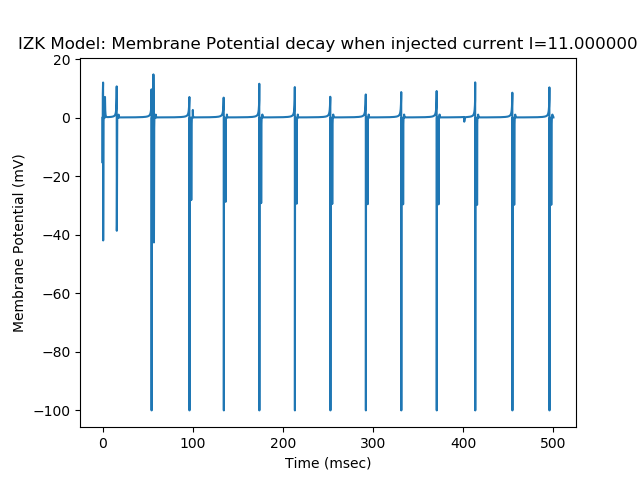 IZK Model: Membrane Potential decay when injected current I=11.000000
20
0
−20
−40
−60
−80
−100
Membrane Potential (mV)
0 100 200 300 400 500
Time (msec)